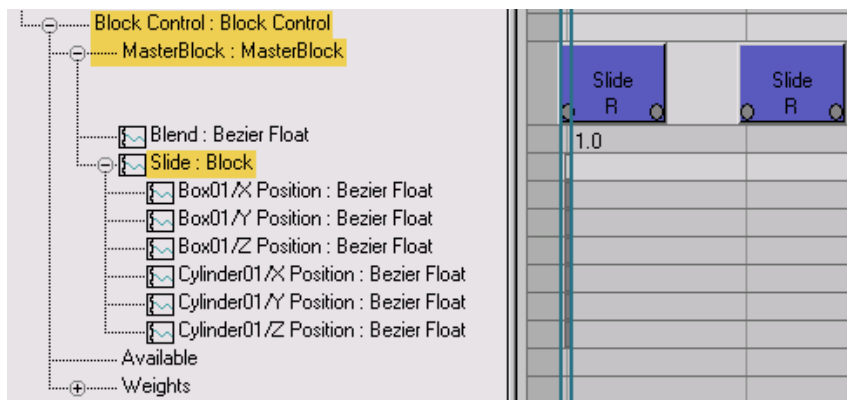 Block Control : Block Control
MasterBlock : MasterBlock
Slide
R
Slide
R
Blend : Bezier Float
1.0
Slide : Block
Box01/X Position : Bezier Float
Box01/Y Position : Bezier Float
Box01/Z Position : Bezier Float
Cylinder01/X Position : Bezier Float
Cylinder01/Y Position : Bezier Float
Cylinder01/Z Position : Bezier Float
Available
Weights